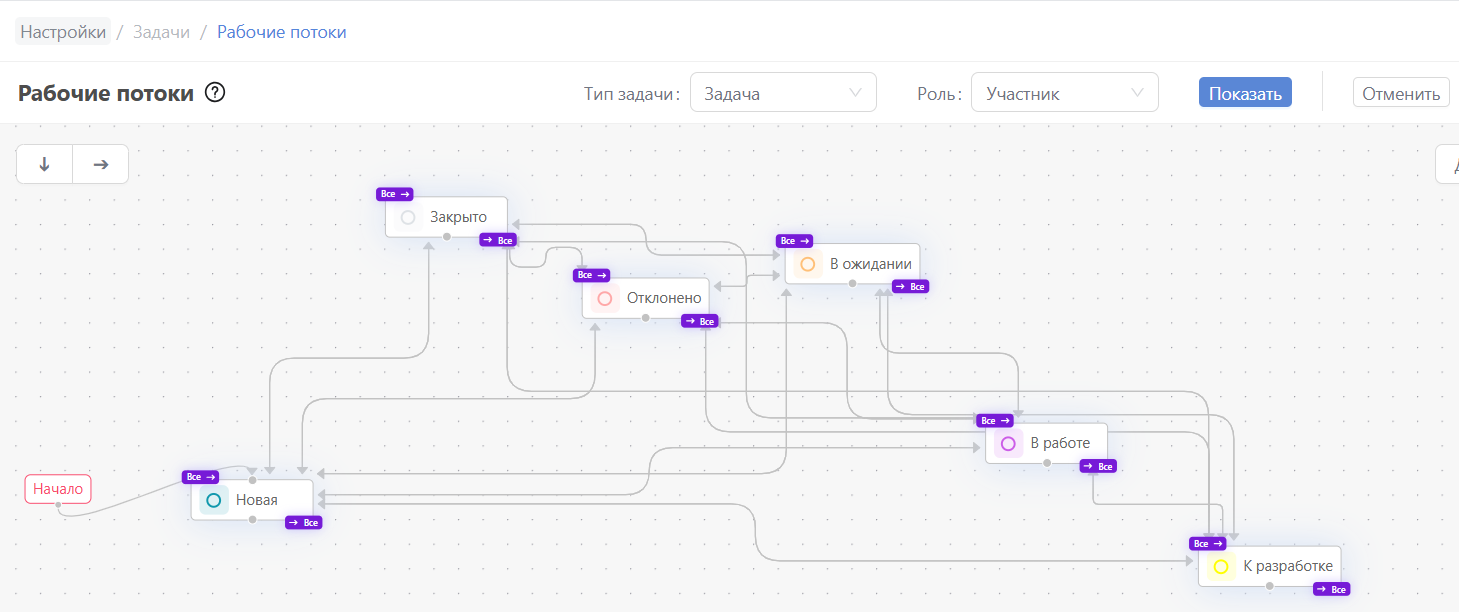 Настройки / Задачи / Рабочие потоки
Рабочие потоки ? Тип задачи: Задача Роль: Участник Показать Отменить
↓ →
Все →
Закрыто
→ Все
Все →
В ожидании
→ Все
Все →
Отклонено
→ Все
Все →
В работе
→ Все
Начало
Все →
Новая
→ Все
Все →
К разработке
→ Все